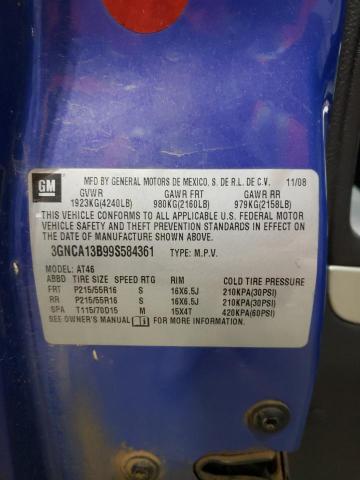 GM MFD BY GENERAL MOTORS DE MEXICO, S. DE R.L. DE C.V. 11/08
GVWR GAWR FRT GAWR RR
1923KG(4240LB) 980KG(2160LB) 979KG(2158LB)
THIS VEHICLE CONFORMS TO ALL APPLICABLE U.S. FEDERAL MOTOR
VEHICLE SAFETY AND THEFT PREVENTION STANDARDS IN EFFECT ON
THE DATE OF MANUFACTURE SHOWN ABOVE.
3GNCA13B99S584361 TYPE: M.P.V.
MODEL: AT46
ABBD TIRE SIZE SPEED RTG RIM COLD TIRE PRESSURE
FRT P215/55R16 S 16X6.5J 210KPA(30PSI)
RR P215/55R16 S 16X6.5J 210KPA(30PSI)
SPA T115/70D15 M 15X4T 420KPA(60PSI)
SEE OWNER'S MANUAL FOR MORE INFORMATION